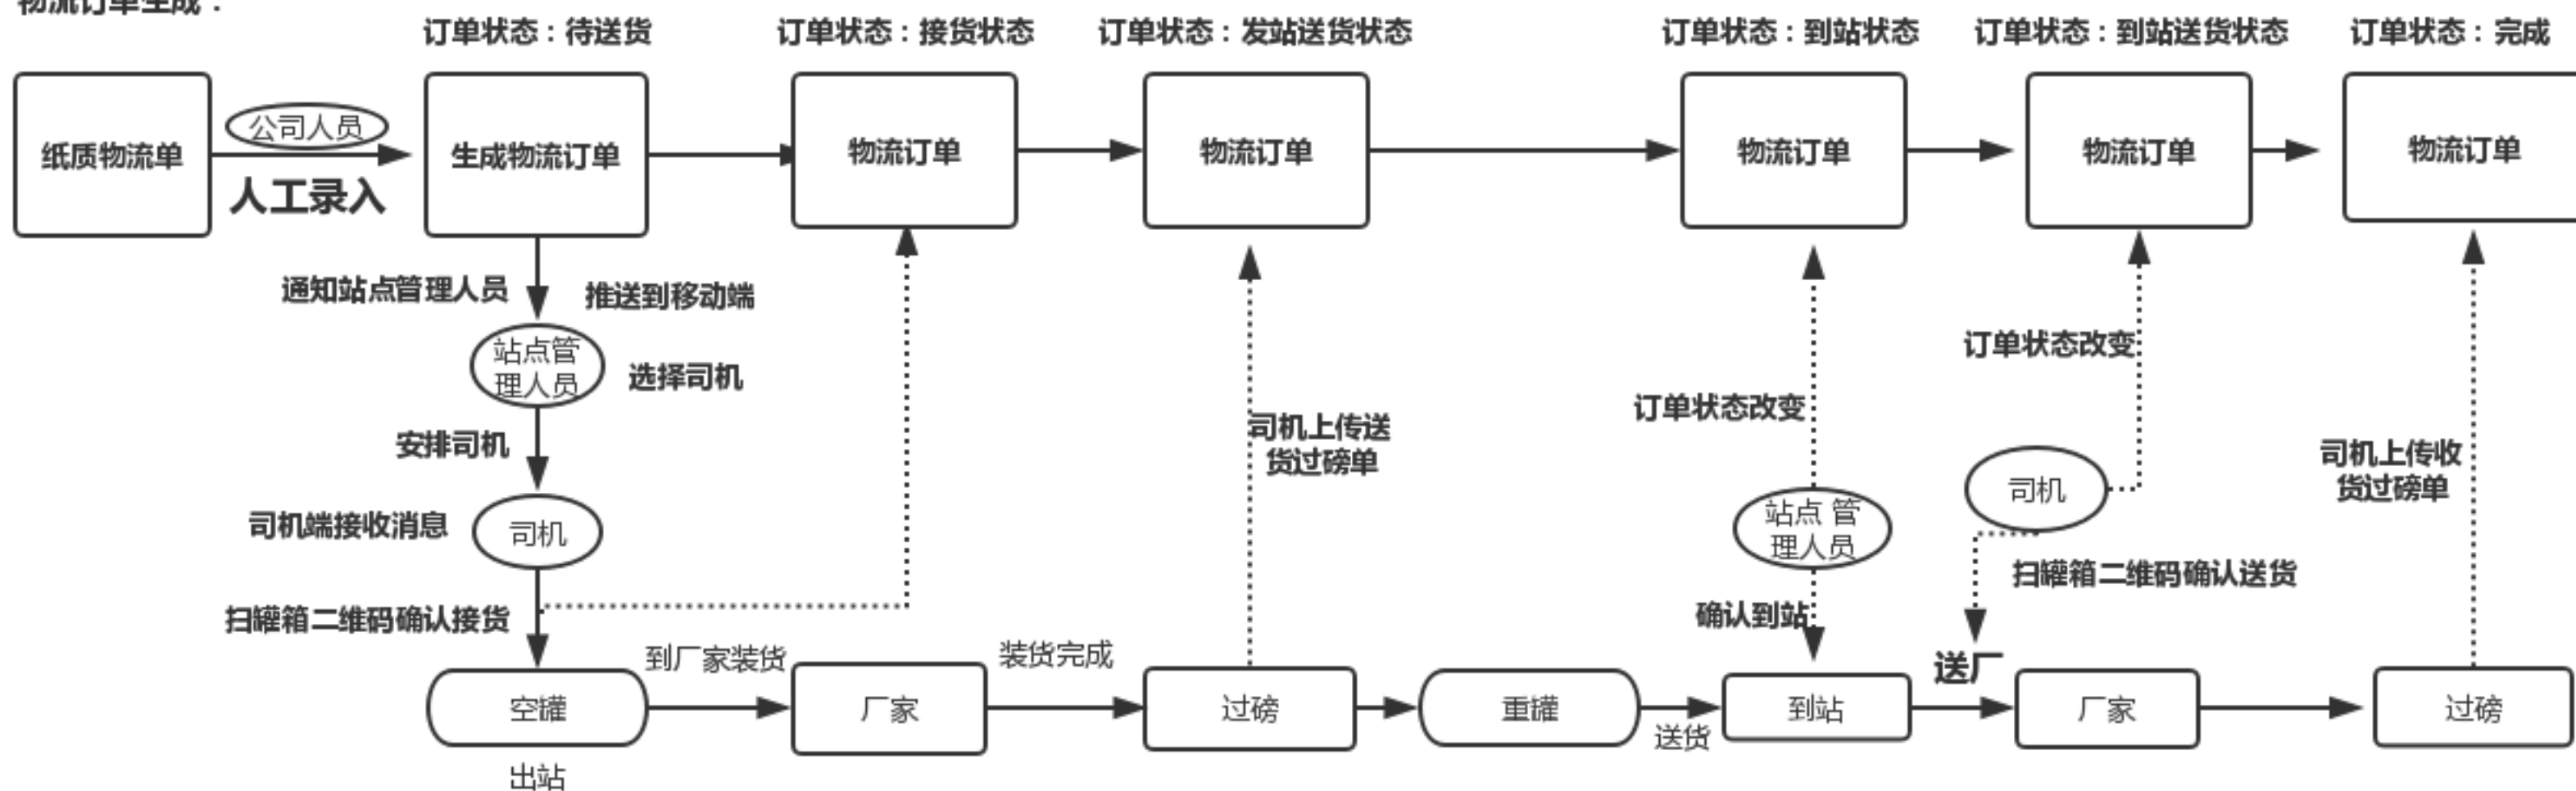 物流订单生成：
订单状态：待送货
订单状态：接货状态
订单状态：发站送货状态
订单状态：到站状态
订单状态：到站送货状态
订单状态：完成
纸质物流单
公司人员
人工录入
生成物流订单
物流订单
物流订单
物流订单
物流订单
物流订单
通知站点管理人员
推送到移动端
站点管
理人员
选择司机
安排司机
司机端接收消息
司机
扫罐箱二维码确认接货
司机上传送
货过磅单
订单状态改变
站点 管
理人员
确认到站
订单状态改变
司机
扫罐箱二维码确认送货
司机上传收
货过磅单
空罐
出站
到厂家装货
厂家
装货完成
过磅
重罐
送货
到站
送厂
厂家
过磅